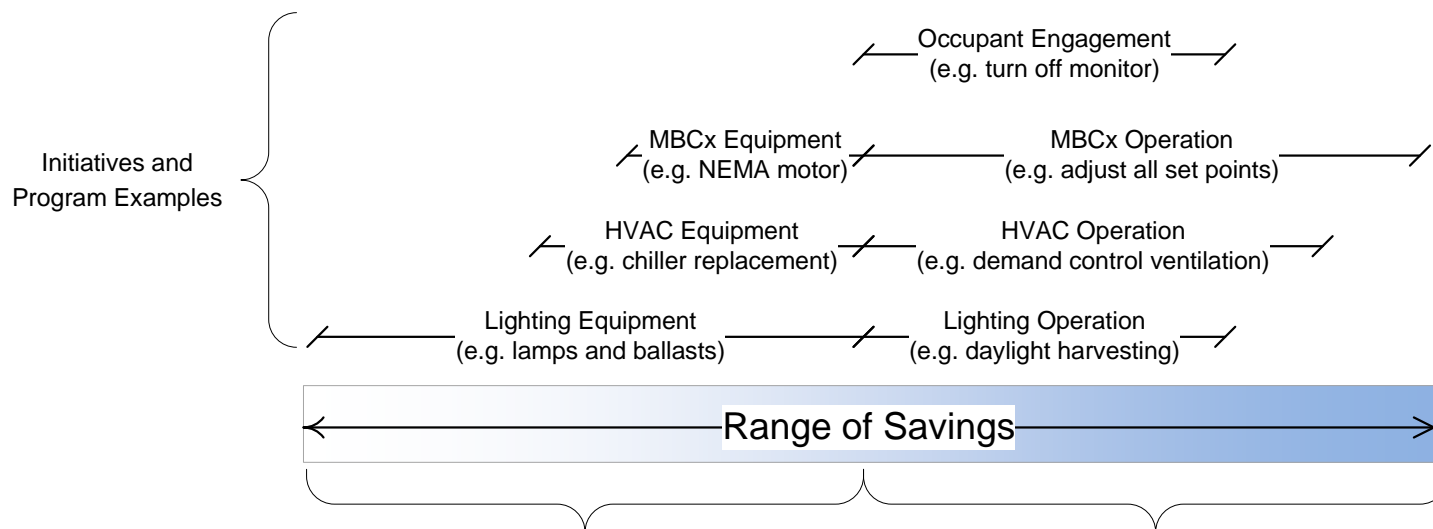 Occupant Engagement
(e.g. turn off monitor)
Initiatives and
Program Examples
MBCx Equipment
(e.g. NEMA motor)
MBCx Operation
(e.g. adjust all set points)
HVAC Equipment
(e.g. chiller replacement)
HVAC Operation
(e.g. demand control ventilation)
Lighting Equipment
(e.g. lamps and ballasts)
Lighting Operation
(e.g. daylight harvesting)
Range of Savings